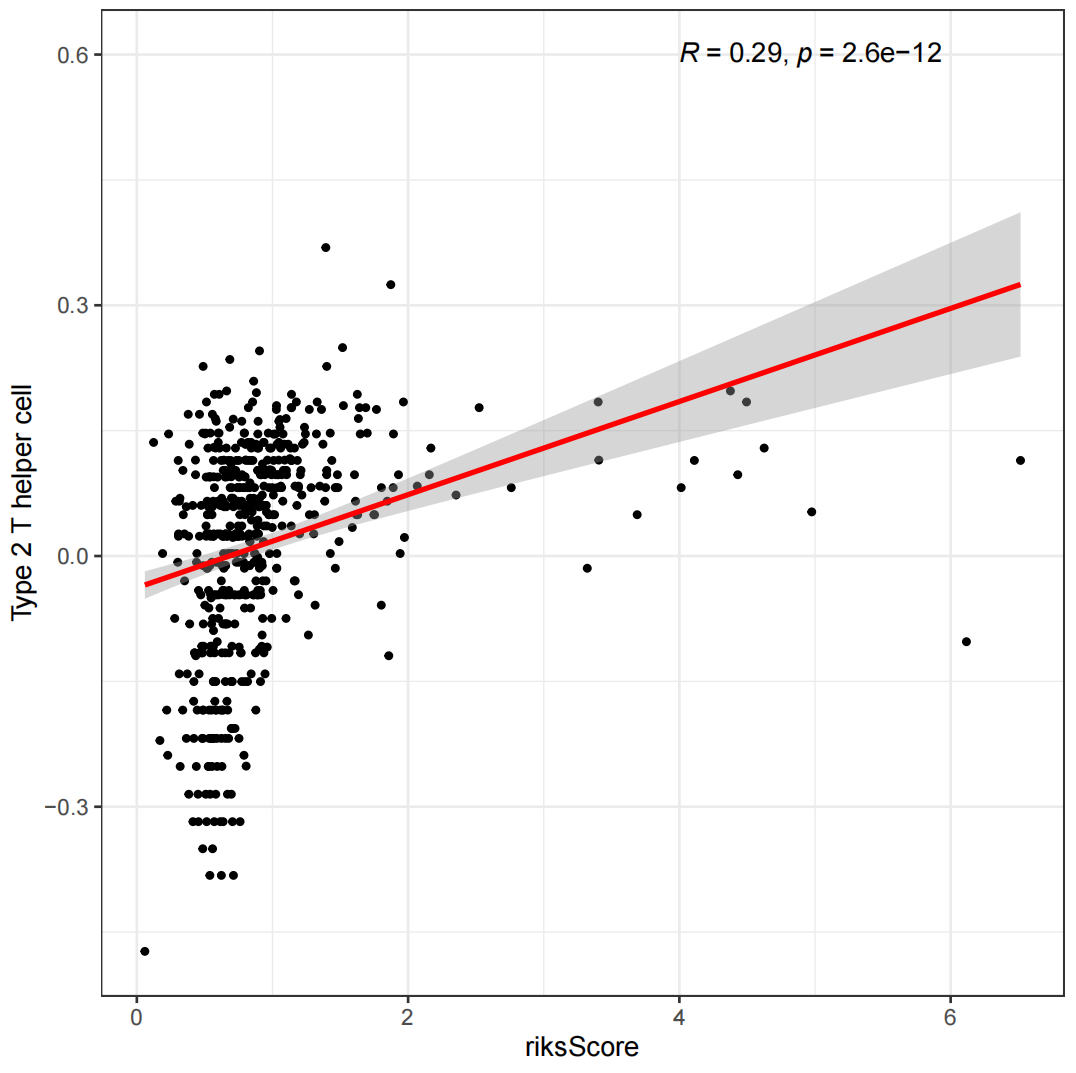 R = 0.29, p = 2.6e−12
0.6
0.3
0.0
−0.3
Type 2 T helper cell
0 2 4 6
riksScore